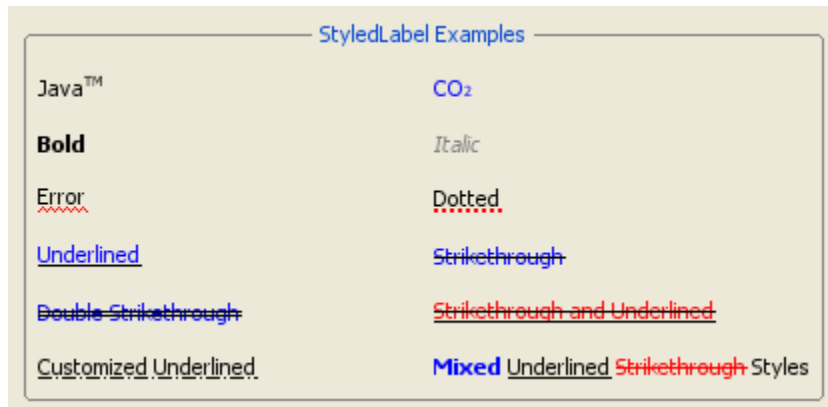 StyledLabel Examples
Java™ CO₂
Bold Italic
Error Dotted
Underlined Strikethrough
Double Strikethrough Strikethrough and Underlined
Customized Underlined Mixed Underlined Strikethrough Styles